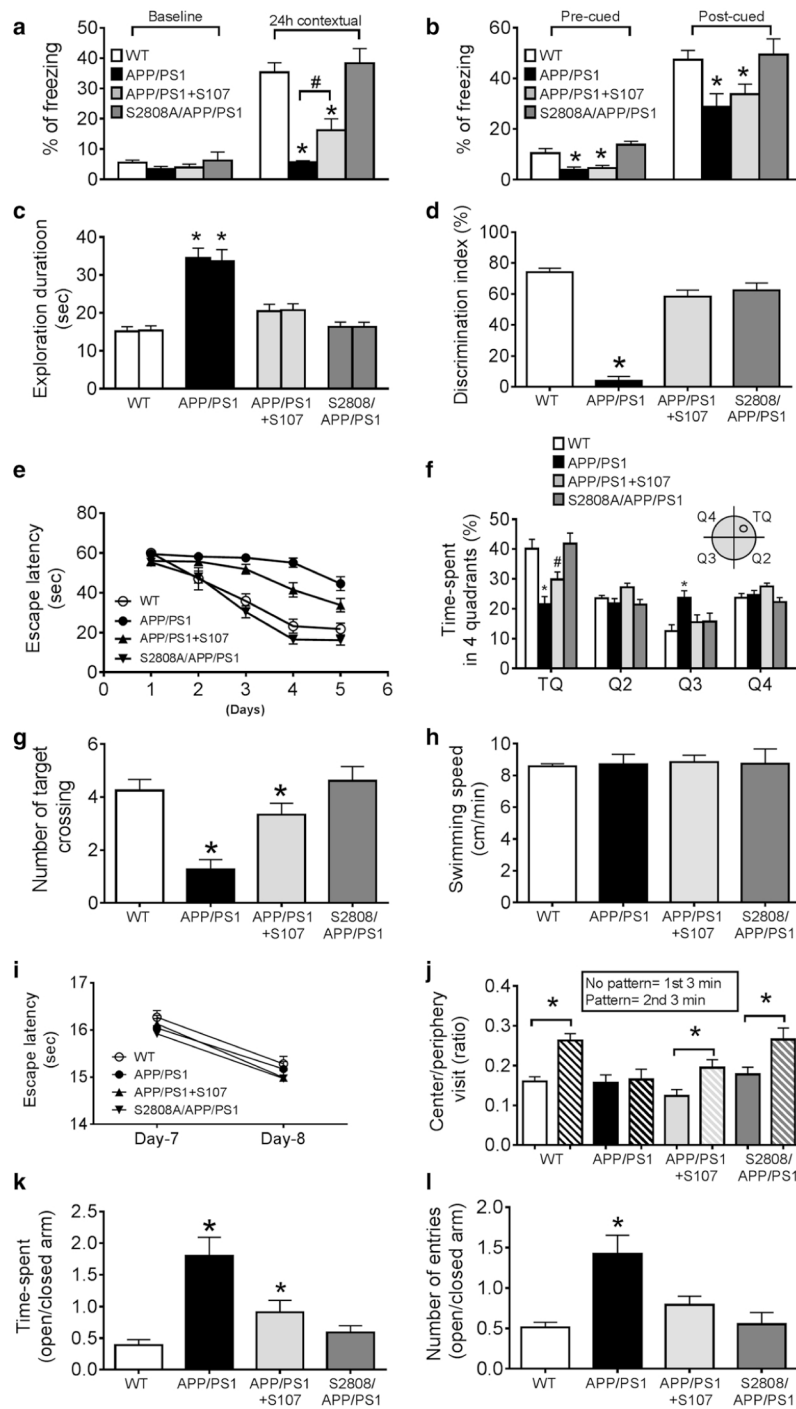 a
Baseline
24h contextual
WT
APP/PS1
APP/PS1+S107
S2808A/APP/PS1
% of freezing
50
40
30
20
10
0
#
*
*
b
Pre-cued
Post-cued
WT
APP/PS1
APP/PS1+S107
S2808A/APP/PS1
% of freezing
60
40
20
0
* *
* *
c
Exploration duratioon
(sec)
40
30
20
10
0
* *
WT
APP/PS1
APP/PS1
+S107
S2808/
APP/PS1
d
Discrimination index (%)
100
80
60
40
20
0
*
WT
APP/PS1
APP/PS1
+S107
S2808/
APP/PS1
e
Escape latency
(sec)
80
60
40
20
0
WT
APP/PS1
APP/PS1+S107
S2808A/APP/PS1
0 1 2 3 4 5 6
(Days)
f
WT
APP/PS1
APP/PS1+S107
S2808A/APP/PS1
Q4 TQ
Q3 Q2
Time-spent
in 4 quadrants (%)
50
40
30
20
10
0
*
#
*
TQ Q2 Q3 Q4
g
Number of target
crossing
6
4
2
0
*
*
WT
APP/PS1
APP/PS1
+S107
S2808/
APP/PS1
h
Swimming speed
(cm/min)
10
8
6
4
2
0
WT
APP/PS1
APP/PS1
+S107
S2808/
APP/PS1
i
Escape latency
(sec)
17
16
15
14
WT
APP/PS1
APP/PS1+S107
S2808A/APP/PS1
Day-7 Day-8
j
No pattern= 1st 3 min
Pattern= 2nd 3 min
Center/periphery
visit (ratio)
0.4
0.3
0.2
0.1
0.0
*
*
*
WT
APP/PS1
APP/PS1
+S107
S2808/
APP/PS1
k
Time-spent
(open/closed arm)
2.5
2.0
1.5
1.0
0.5
0.0
*
*
WT
APP/PS1
APP/PS1
+S107
S2808/
APP/PS1
l
Number of entries
(open/closed arm)
2.0
1.5
1.0
0.5
0.0
*
WT
APP/PS1
APP/PS1
+S107
S2808/
APP/PS1